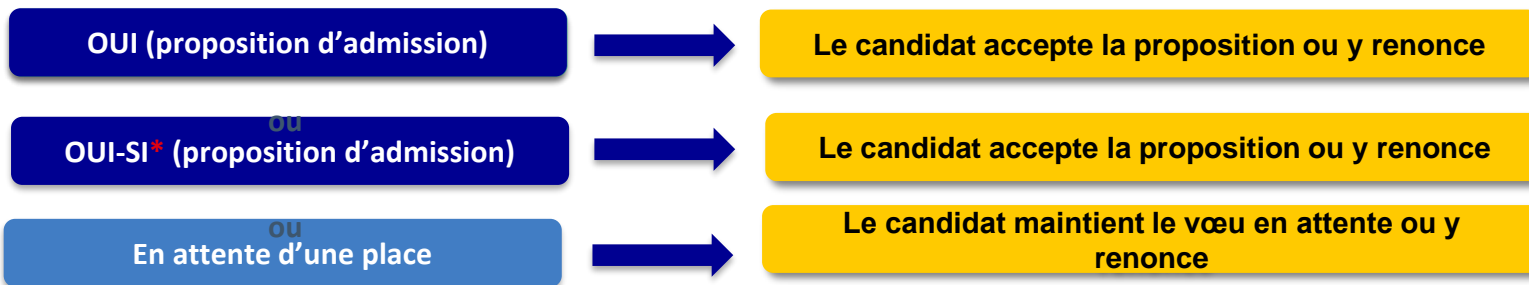 OUI (proposition d’admission)
Le candidat accepte la proposition ou y renonce
ou
OUI-SI* (proposition d’admission)
Le candidat accepte la proposition ou y renonce
ou
En attente d’une place
Le candidat maintient le vœu en attente ou y
renonce